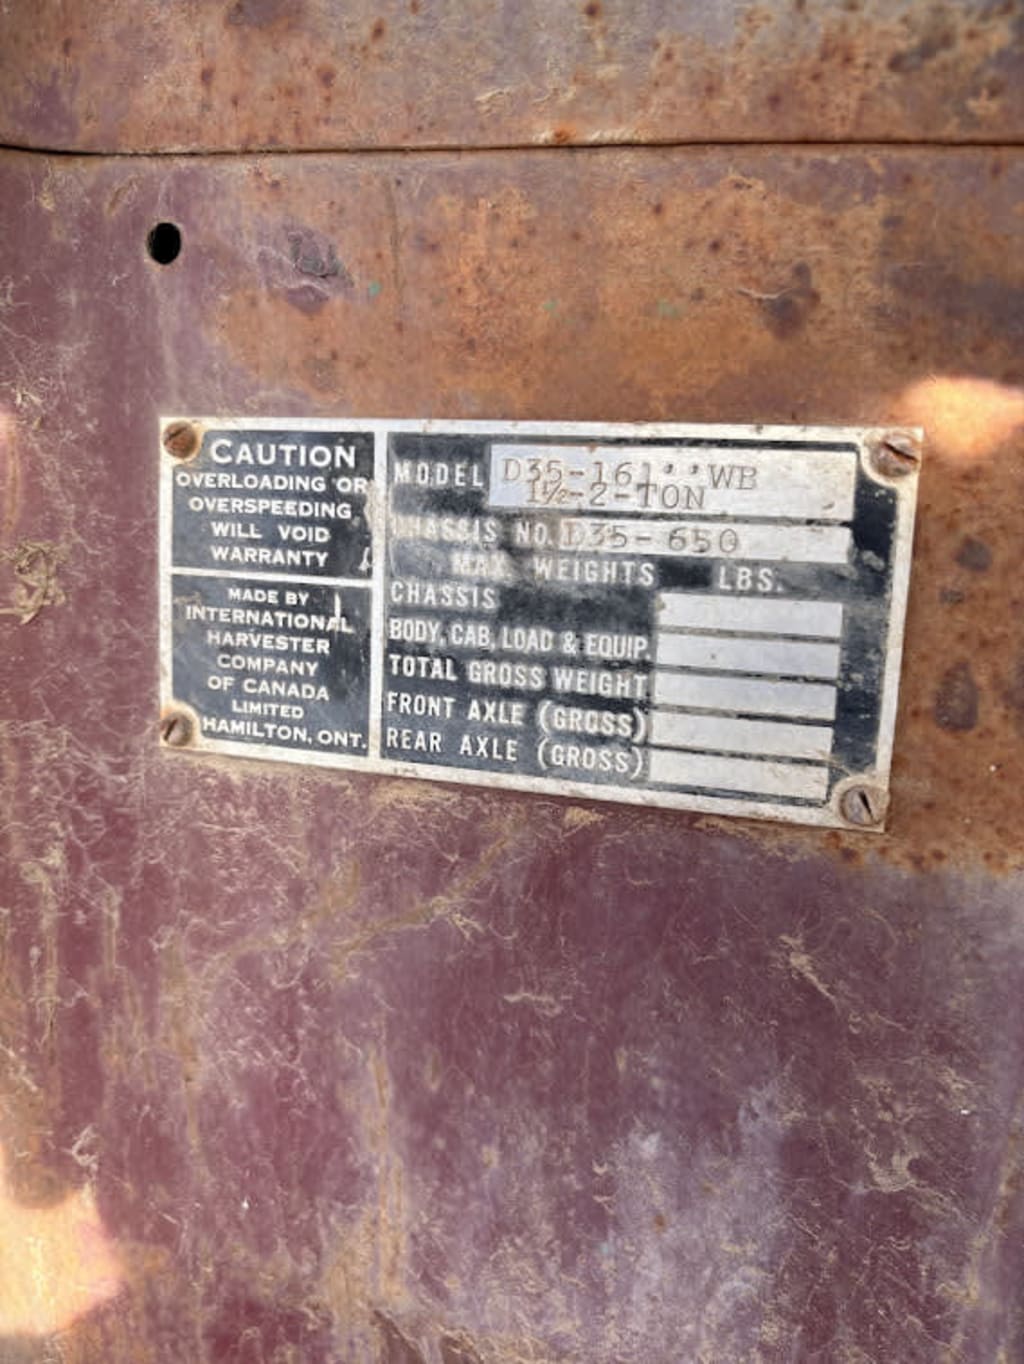 CAUTION
OVERLOADING OR
OVERSPEEDING
WILL VOID
WARRANTY
MADE BY
INTERNATIONAL
HARVESTER
COMPANY
OF CANADA
LIMITED
HAMILTON, ONT.
MODEL D35-161'' WB
1½-2-TON
CHASSIS NO. D35-650
MAX. WEIGHTS LBS.
CHASSIS
BODY, CAB, LOAD & EQUIP.
TOTAL GROSS WEIGHT
FRONT AXLE (GROSS)
REAR AXLE (GROSS)